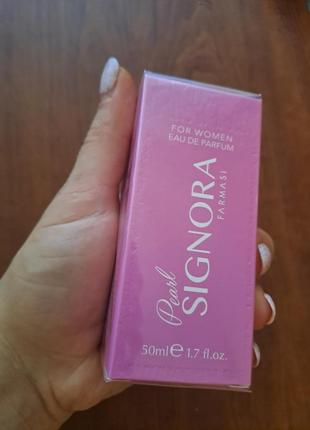 FOR WOMEN
EAU DE PARFUM
Pearl
SIGNORA
FARMASI
50ml e 1.7 fl.oz.